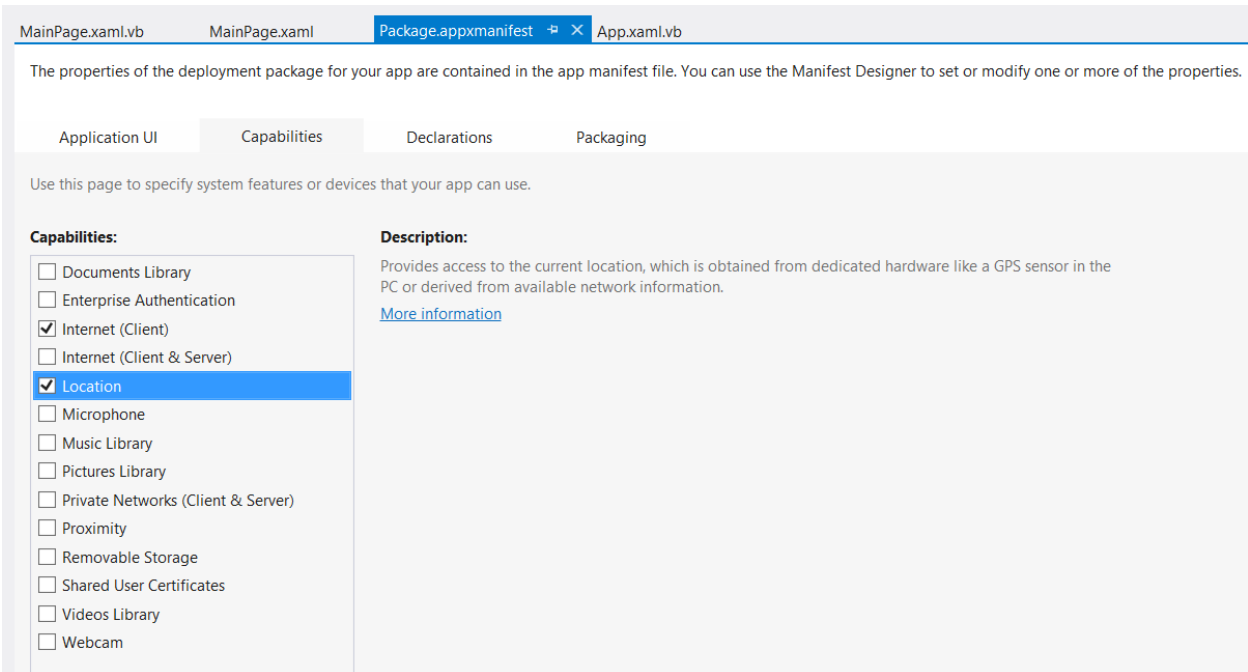 MainPage.xaml.vb MainPage.xaml Package.appxmanifest App.xaml.vb
The properties of the deployment package for your app are contained in the app manifest file. You can use the Manifest Designer to set or modify one or more of the properties.
Application UI Capabilities Declarations Packaging
Use this page to specify system features or devices that your app can use.
Capabilities:
Documents Library
Enterprise Authentication
Internet (Client)
Internet (Client & Server)
Location
Microphone
Music Library
Pictures Library
Private Networks (Client & Server)
Proximity
Removable Storage
Shared User Certificates
Videos Library
Webcam
Description:
Provides access to the current location, which is obtained from dedicated hardware like a GPS sensor in the
PC or derived from available network information.
More information